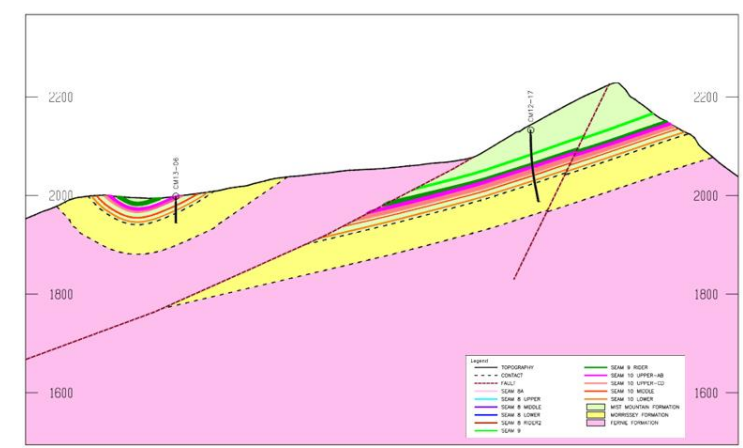 2200
2200
CM12-17
CM13-06
2000
2000
1800
1800
1600
1600
Legend
TOPOGRAPHY
CONTACT
FAULT
SEAM 8A
SEAM 8 UPPER
SEAM 8 MIDDLE
SEAM 8 LOWER
SEAM 8 RIDER2
SEAM 9
SEAM 9 RIDER
SEAM 10 UPPER-AB
SEAM 10 UPPER-CD
SEAM 10 MIDDLE
SEAM 10 LOWER
MIST MOUNTAIN FORMATION
MORRISSEY FORMATION
FERNIE FORMATION